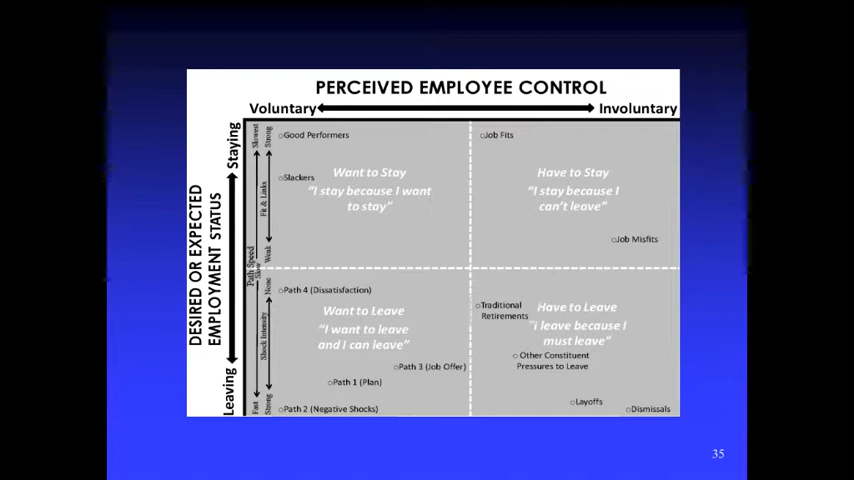 PERCEIVED EMPLOYEE CONTROL
Voluntary
Involuntary
DESIRED OR EXPECTED
EMPLOYMENT STATUS
Staying
Leaving
Path Speed
Slowest
Slow
Fast
Fit & Links
Strong
Weak
Shock Intensity
None
Strong
○Good Performers
○Slackers
Want to Stay
"I stay because I want
to stay"
○Job Fits
Have to Stay
"I stay because I
can't leave"
○Job Misfits
○Path 4 (Dissatisfaction)
Want to Leave
"I want to leave
and I can leave"
○Path 3 (Job Offer)
○Path 1 (Plan)
○Path 2 (Negative Shocks)
○Traditional
Retirements
Have to Leave
"i leave because I
must leave"
○ Other Constituent
Pressures to Leave
○Layoffs
○Dismissals
35